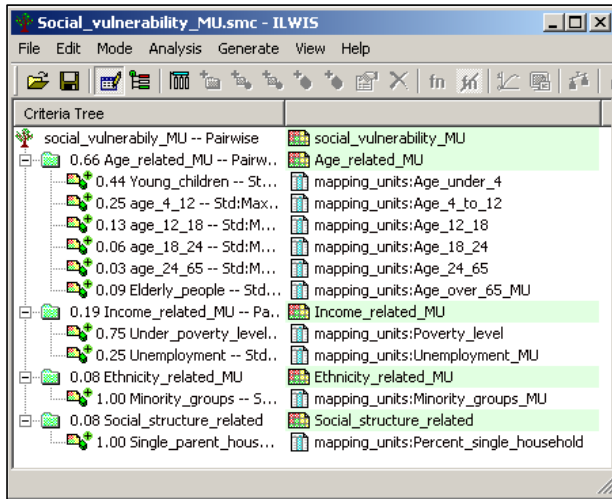 Social_vulnerability_MU.smc - ILWIS
File Edit Mode Analysis Generate View Help
fn
Criteria Tree
social_vulnerabily_MU -- Pairwise social_vulnerability_MU
0.66 Age_related_MU -- Pairw.. Age_related_MU
0.44 Young_children -- St... mapping_units:Age_under_4
0.25 age_4_12 -- Std:Max... mapping_units:Age_4_to_12
0.13 age_12_18 -- Std:M... mapping_units:Age_12_18
0.06 age_18_24 -- Std:M... mapping_units:Age_18_24
0.03 age_24_65 -- Std:M... mapping_units:Age_24_65
0.09 Elderly_people -- Std... mapping_units:Age_over_65_MU
0.19 Income_related_MU -- Pa.. Income_related_MU
0.75 Under_poverty_level.. mapping_units:Poverty_level
0.25 Unemployment -- Std.. mapping_units:Unemployment_MU
0.08 Ethnicity_related_MU Ethnicity_related_MU
1.00 Minority_groups -- S... mapping_units:Minority_groups_MU
0.08 Social_structure_related Social_structure_related
1.00 Single_parent_hous... mapping_units:Percent_single_household